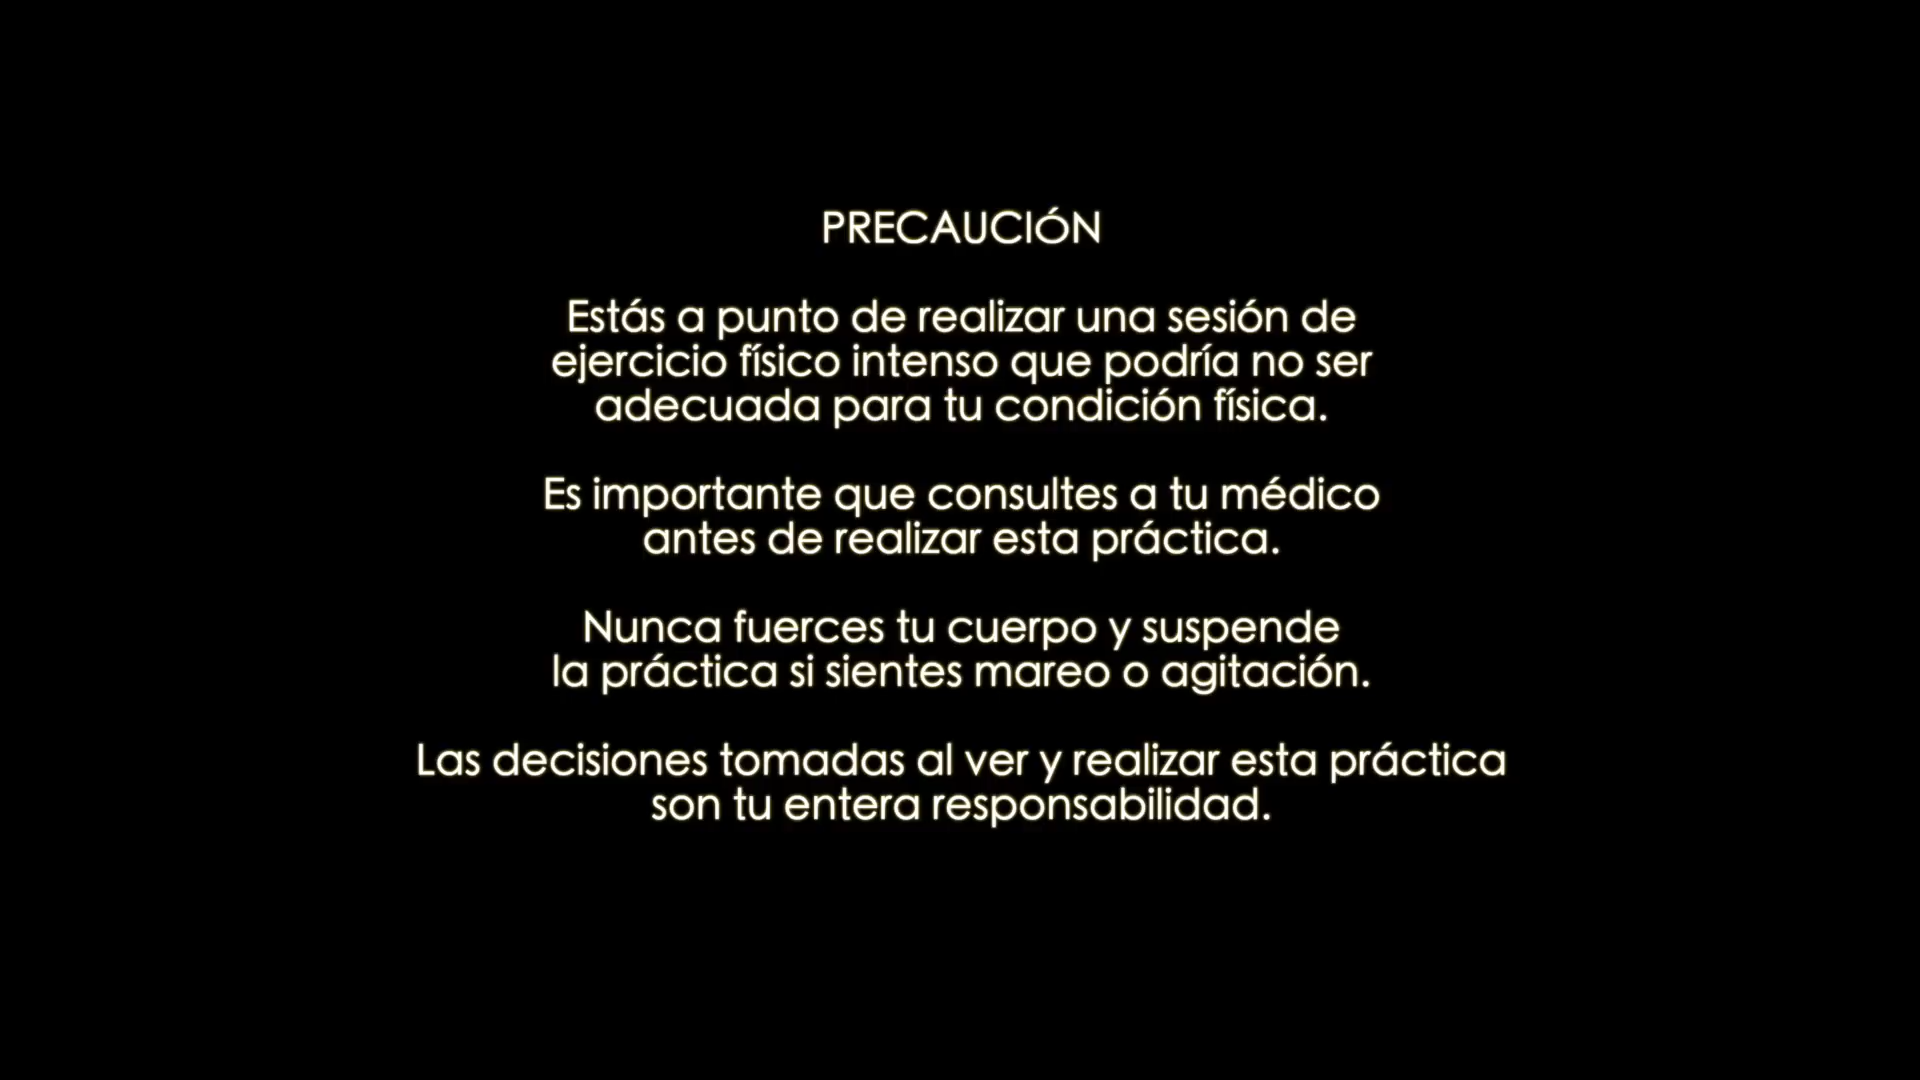 PRECAUCIÓN
Estás a punto de realizar una sesión de
ejercicio físico intenso que podría no ser
adecuada para tu condición física.
Es importante que consultes a tu médico
antes de realizar esta práctica.
Nunca fuerces tu cuerpo y suspende
la práctica si sientes mareo o agitación.
Las decisiones tomadas al ver y realizar esta práctica
son tu entera responsabilidad.